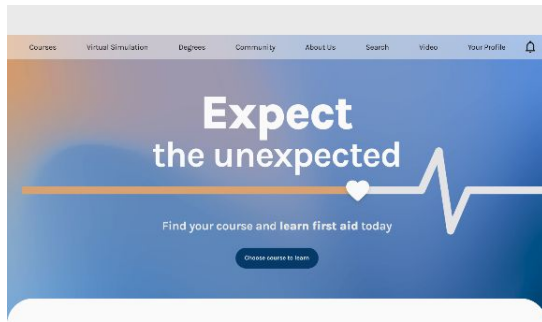 Courses Virtual Simulation Degrees Community About Us Search Video Your Profile
Expect
the unexpected
Find your course and learn first aid today
Choose course to learn